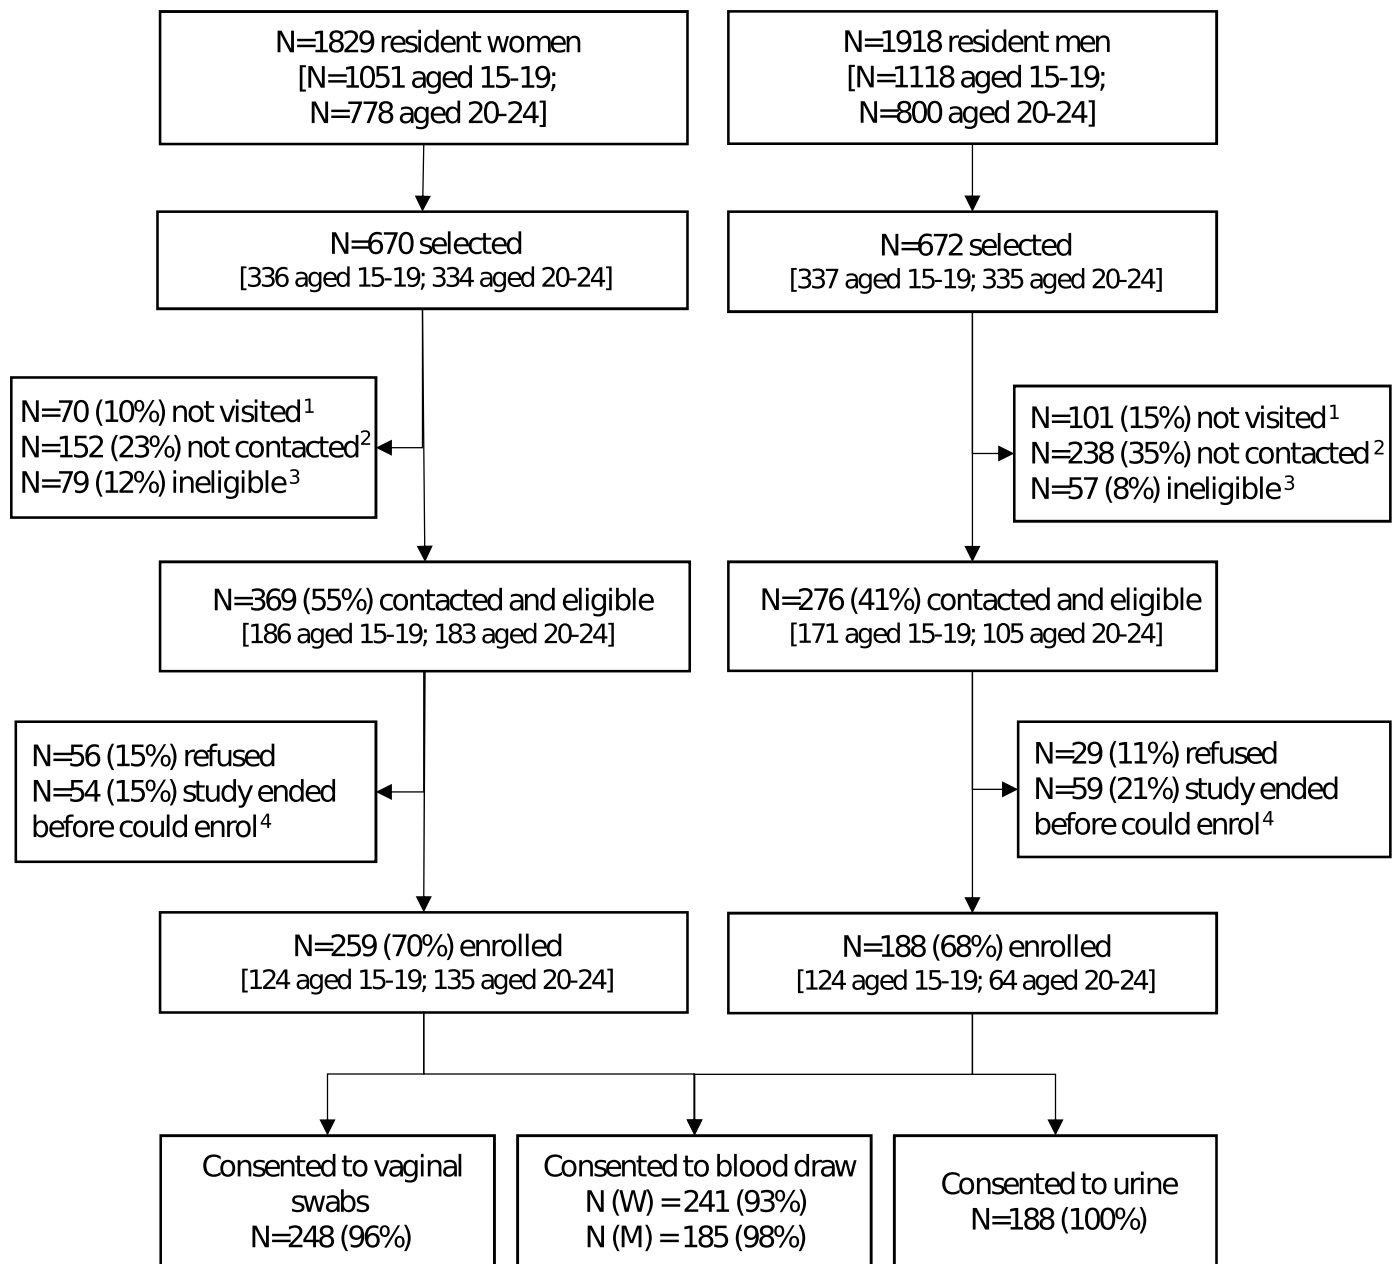 N=1829 resident women
[N=1051 aged 15-19;
N=778 aged 20-24]
N=1918 resident men
[N=1118 aged 15-19;
N=800 aged 20-24]
N=670 selected
[336 aged 15-19; 334 aged 20-24]
N=672 selected
[337 aged 15-19; 335 aged 20-24]
N=70 (10%) not visited¹
N=152 (23%) not contacted²
N=79 (12%) ineligible³
N=101 (15%) not visited¹
N=238 (35%) not contacted²
N=57 (8%) ineligible³
N=369 (55%) contacted and eligible
[186 aged 15-19; 183 aged 20-24]
N=276 (41%) contacted and eligible
[171 aged 15-19; 105 aged 20-24]
N=56 (15%) refused
N=54 (15%) study ended
before could enrol⁴
N=29 (11%) refused
N=59 (21%) study ended
before could enrol⁴
N=259 (70%) enrolled
[124 aged 15-19; 135 aged 20-24]
N=188 (68%) enrolled
[124 aged 15-19; 64 aged 20-24]
Consented to vaginal
swabs
N=248 (96%)
Consented to blood draw
N (W) = 241 (93%)
N (M) = 185 (98%)
Consented to urine
N=188 (100%)